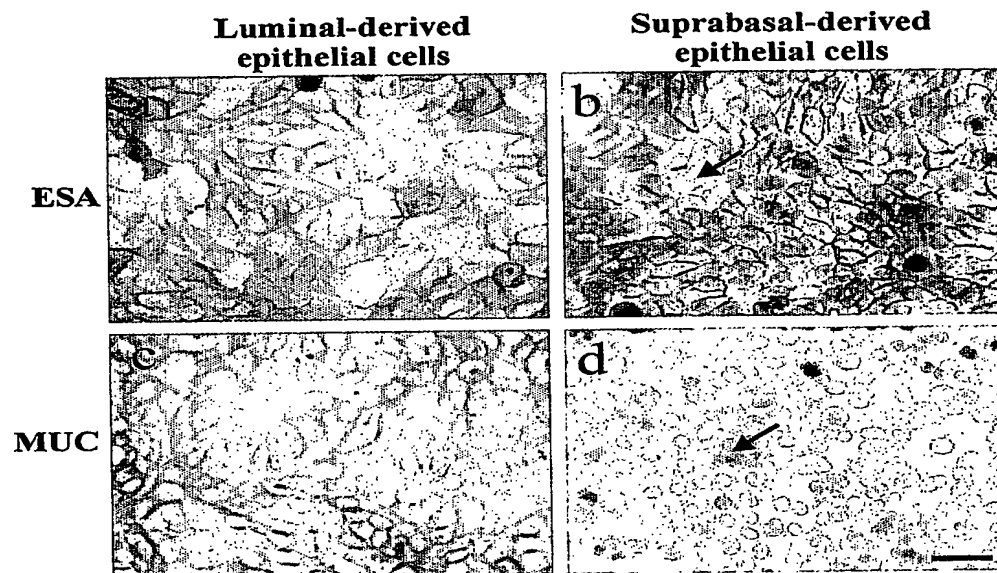 Luminal-derived
epithelial cells
Suprabasal-derived
epithelial cells
ESA
a
b
MUC
c
d